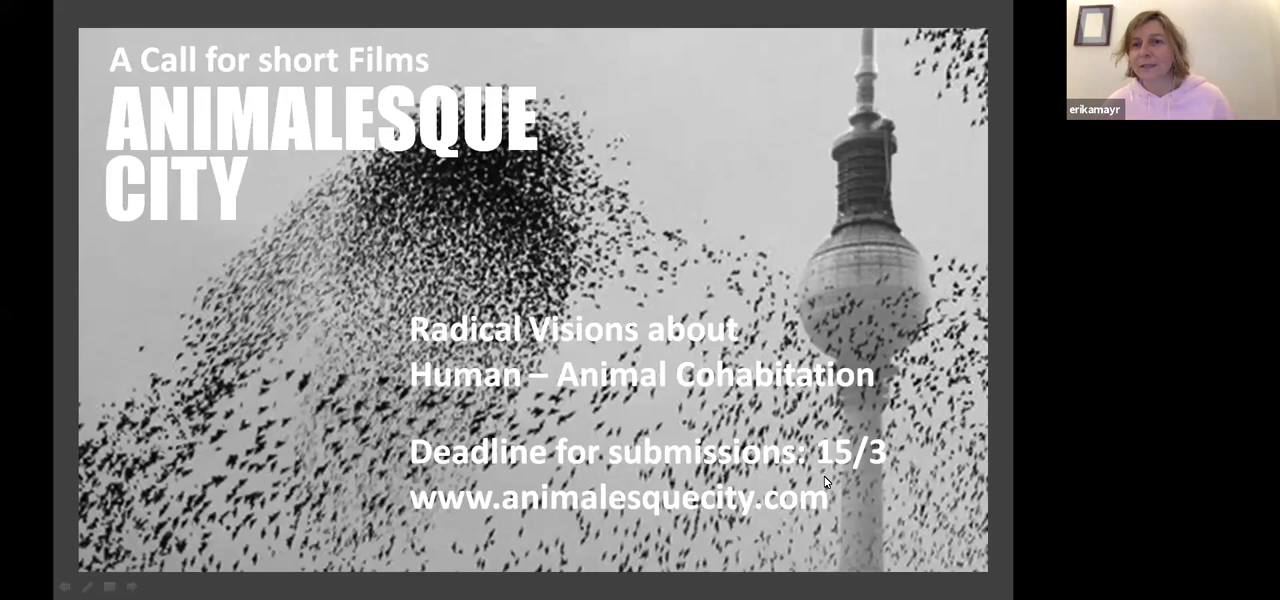 A Call for short Films
ANIMALESQUE
CITY
Radical Visions about
Human – Animal Cohabitation
Deadline for submissions: 15/3
www.animalesquecity.com
erikamayr